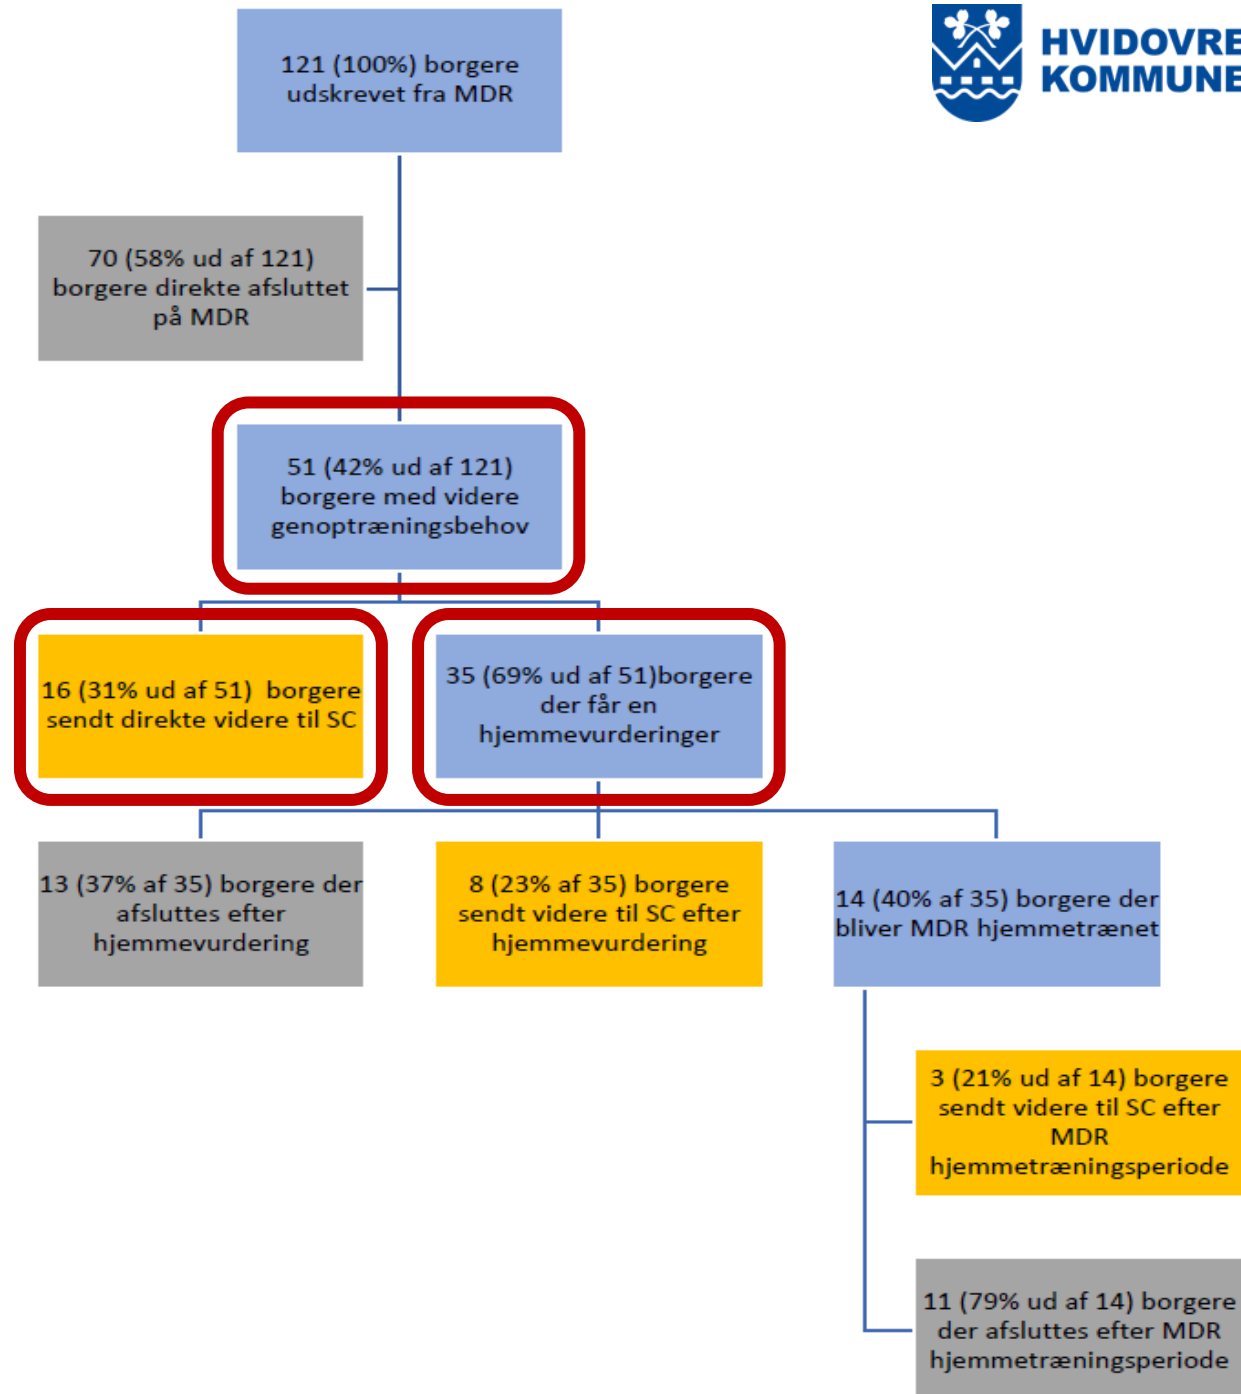 121 (100%) borgere
udskrevet fra MDR
HVIDOVRE
KOMMUNE
70 (58% ud af 121)
borgere direkte afsluttet
på MDR
51 (42% ud af 121)
borgere med videre
genoptræningsbehov
16 (31% ud af 51) borgere
sendt direkte videre til SC
35 (69% ud af 51)borgere
der får en
hjemmevurderinger
13 (37% af 35) borgere der
afsluttes efter
hjemmevurdering
8 (23% af 35) borgere
sendt videre til SC efter
hjemmevurdering
14 (40% af 35) borgere der
bliver MDR hjemmetrænet
3 (21% ud af 14) borgere
sendt videre til SC efter
MDR
hjemmetræningsperiode
11 (79% ud af 14) borgere
der afsluttes efter MDR
hjemmetræningsperiode